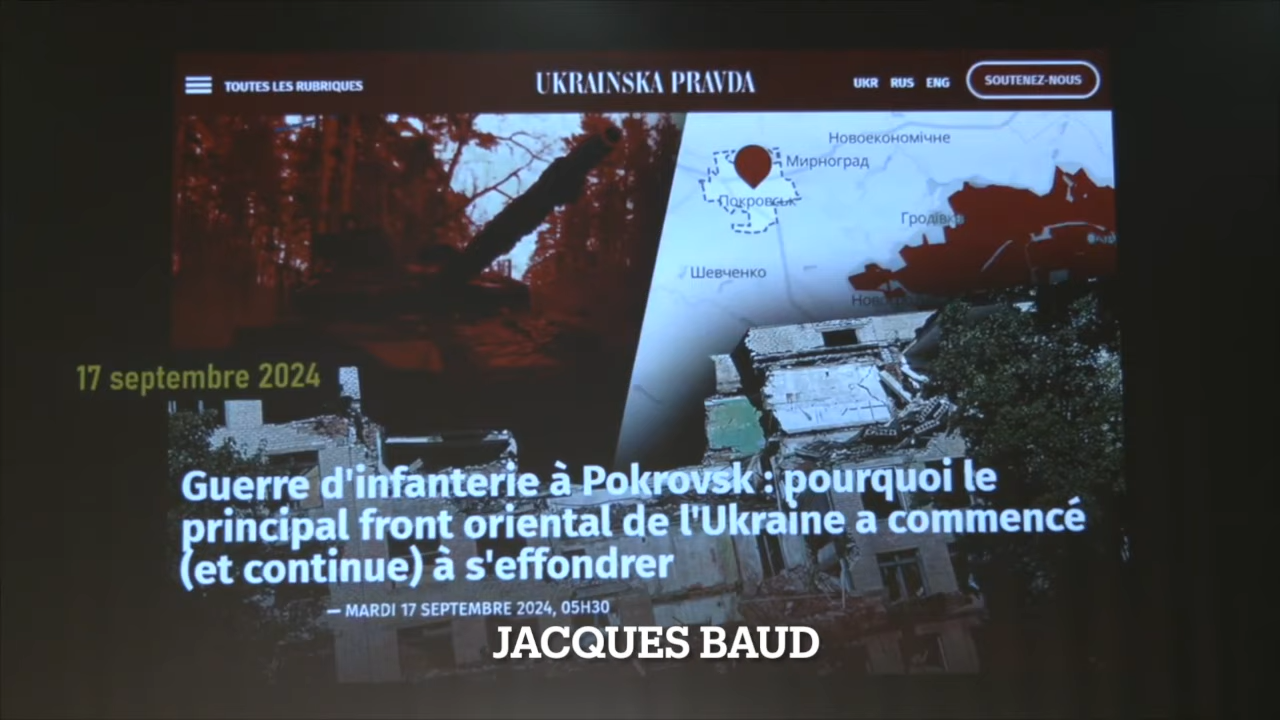 TOUTES LES RUBRIQUES
UKRAINSKA PRAVDA
UKR RUS ENG
SOUTENEZ-NOUS
Новоекономічне
Мирноград
Покровськ
Гродівка
Шевченко
17 septembre 2024
Guerre d'infanterie à Pokrovsk : pourquoi le
principal front oriental de l'Ukraine a commencé
(et continue) à s'effondrer
— MARDI 17 SEPTEMBRE 2024, 05H30
JACQUES BAUD